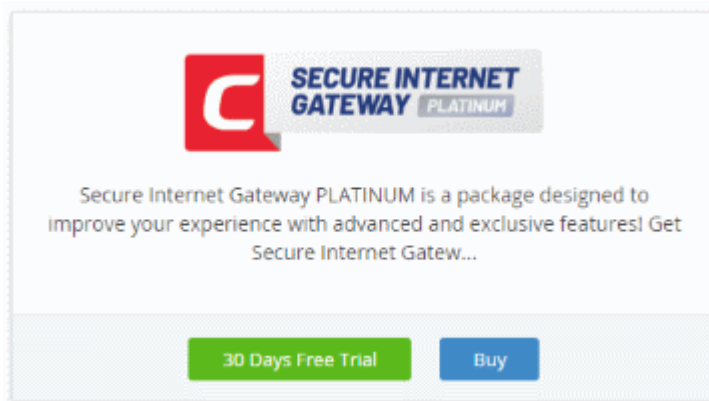 C
SECURE INTERNET
GATEWAY PLATINUM
Secure Internet Gateway PLATINUM is a package designed to
improve your experience with advanced and exclusive features! Get
Secure Internet Gatew...
30 Days Free Trial
Buy